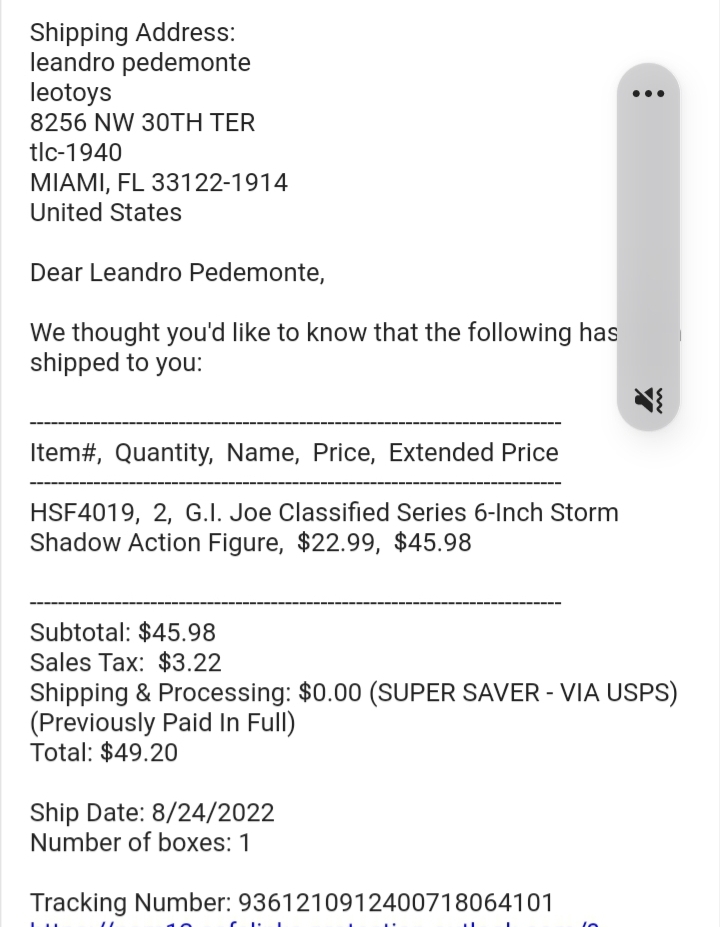 Shipping Address:
leandro pedemonte
leotoys
8256 NW 30TH TER
tlc-1940
MIAMI, FL 33122-1914
United States
Dear Leandro Pedemonte,
We thought you'd like to know that the following has
shipped to you:
----------------------------------------------------------------------------
Item#,  Quantity,  Name,  Price,  Extended Price
----------------------------------------------------------------------------
HSF4019,  2,  G.I. Joe Classified Series 6-Inch Storm
Shadow Action Figure,  $22.99,  $45.98
----------------------------------------------------------------------------
Subtotal: $45.98
Sales Tax:  $3.22
Shipping & Processing: $0.00 (SUPER SAVER - VIA USPS)
(Previously Paid In Full)
Total: $49.20
Ship Date: 8/24/2022
Number of boxes: 1
Tracking Number: 9361210912400718064101